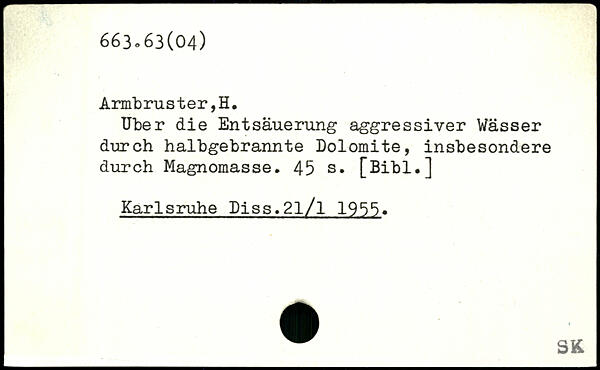 663.63(04)
Armbruster,H.
Uber die Entsäuerung aggressiver Wässer
durch halbgebrannte Dolomite, insbesondere
durch Magnomasse. 45 s. [Bibl.]
Karlsruhe Diss.21/1 1955.
SK